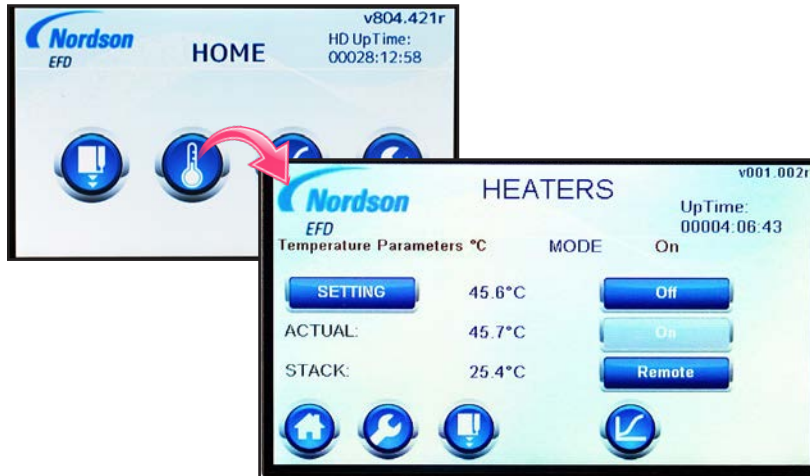 v804.421r
Nordson
EFD
HOME
HD UpTime:
00028:12:58
v001.002r
Nordson
EFD
HEATERS
UpTime:
00004:06:43
Temperature Parameters °C MODE On
SETTING 45.6°C Off
ACTUAL: 45.7°C On
STACK: 25.4°C Remote